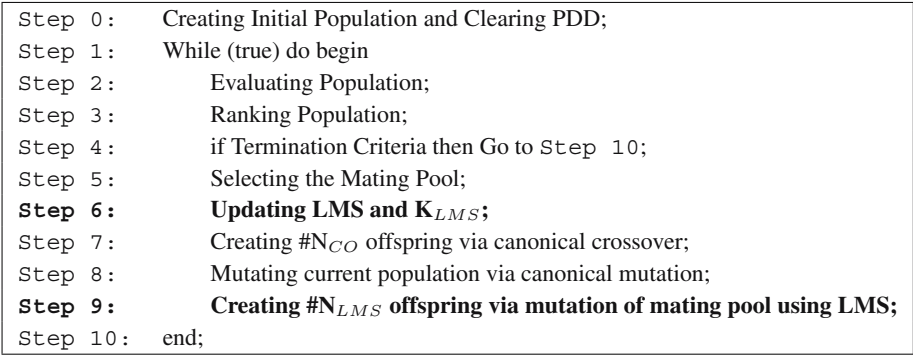 Step 0: Creating Initial Population and Clearing PDD;
Step 1: While (true) do begin
Step 2: Evaluating Population;
Step 3: Ranking Population;
Step 4: if Termination Criteria then Go to Step 10;
Step 5: Selecting the Mating Pool;
Step 6: Updating LMS and K_LMS;
Step 7: Creating #N_CO offspring via canonical crossover;
Step 8: Mutating current population via canonical mutation;
Step 9: Creating #N_LMS offspring via mutation of mating pool using LMS;
Step 10: end;